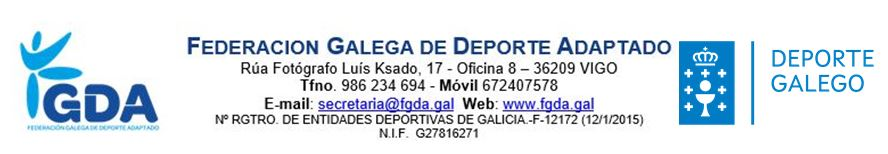 FGDA
FEDERACIÓN GALEGA DE DEPORTE ADAPTADO
FEDERACION GALEGA DE DEPORTE ADAPTADO
Rúa Fotógrafo Luís Ksado, 17 - Oficina 8 – 36209 VIGO
Tfno. 986 234 694 - Móvil 672407578
E-mail: secretaria@fgda.gal Web: www.fgda.gal
Nº RGTRO. DE ENTIDADES DEPORTIVAS DE GALICIA.-F-12172 (12/1/2015)
N.I.F. G27816271
DEPORTE
GALEGO